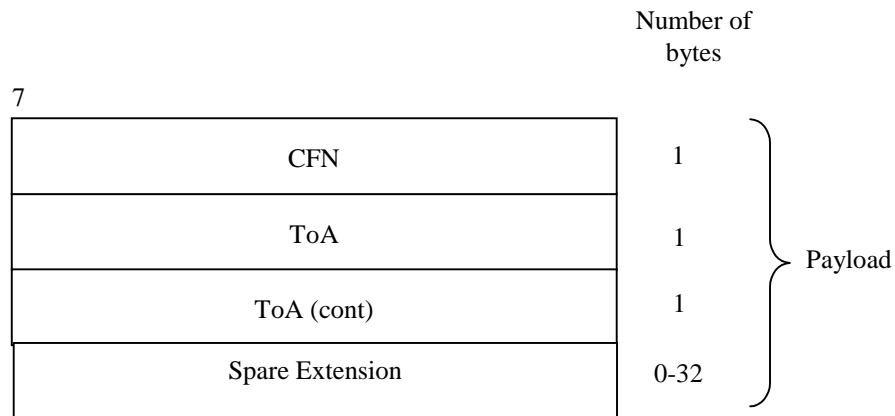 Number of
bytes
7
CFN
1
ToA
1
ToA (cont)
1
Payload
Spare Extension
0-32